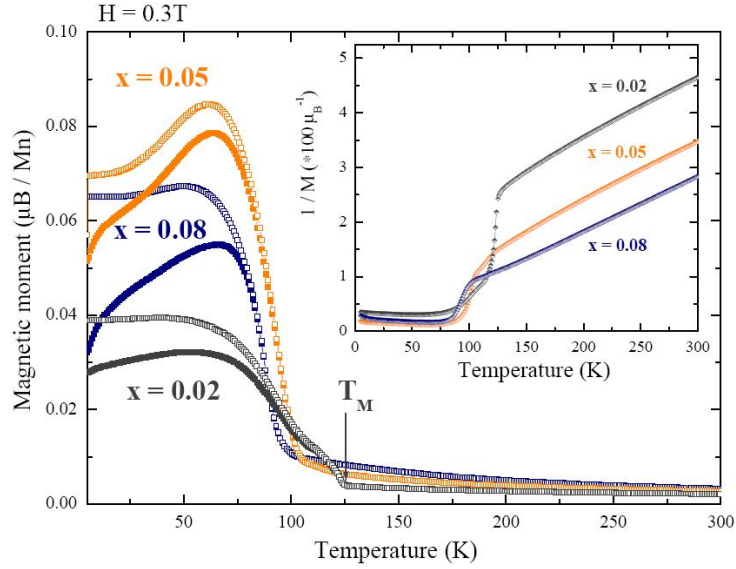 H = 0.3T
0.10
0.08
0.06
0.04
0.02
0.00
Magnetic moment (μB / Mn)
x = 0.05
x = 0.08
x = 0.02
T_M
50
100
150
200
250
300
Temperature (K)
5
4
3
2
1
0
1 / M (*100 μ_B^-1)
x = 0.02
x = 0.05
x = 0.08
0
50
100
150
200
250
300
Temperature (K)